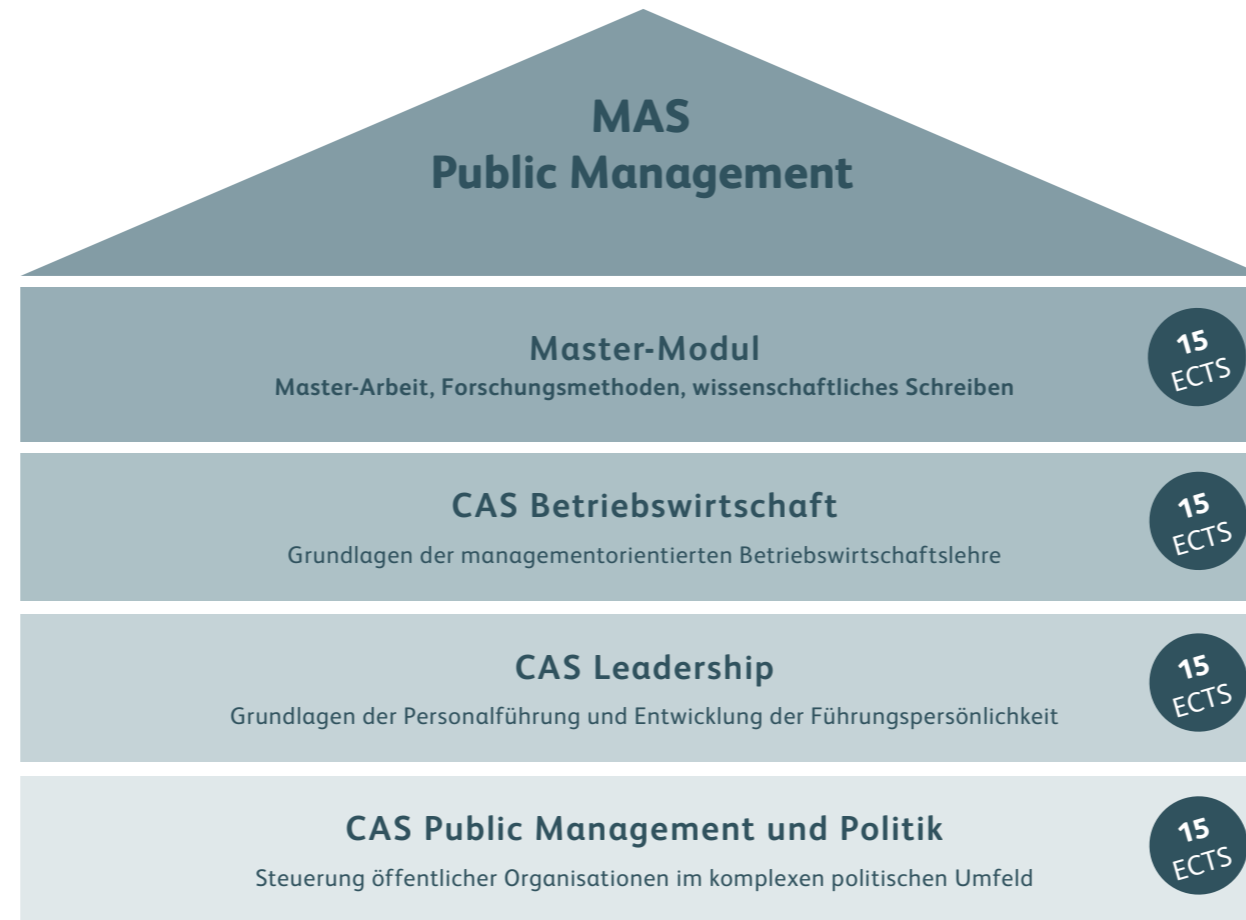 MAS
Public Management
Master-Modul
Master-Arbeit, Forschungsmethoden, wissenschaftliches Schreiben
15
ECTS
CAS Betriebswirtschaft
Grundlagen der managementorientierten Betriebswirtschaftslehre
15
ECTS
CAS Leadership
Grundlagen der Personalführung und Entwicklung der Führungspersönlichkeit
15
ECTS
CAS Public Management und Politik
Steuerung öffentlicher Organisationen im komplexen politischen Umfeld
15
ECTS